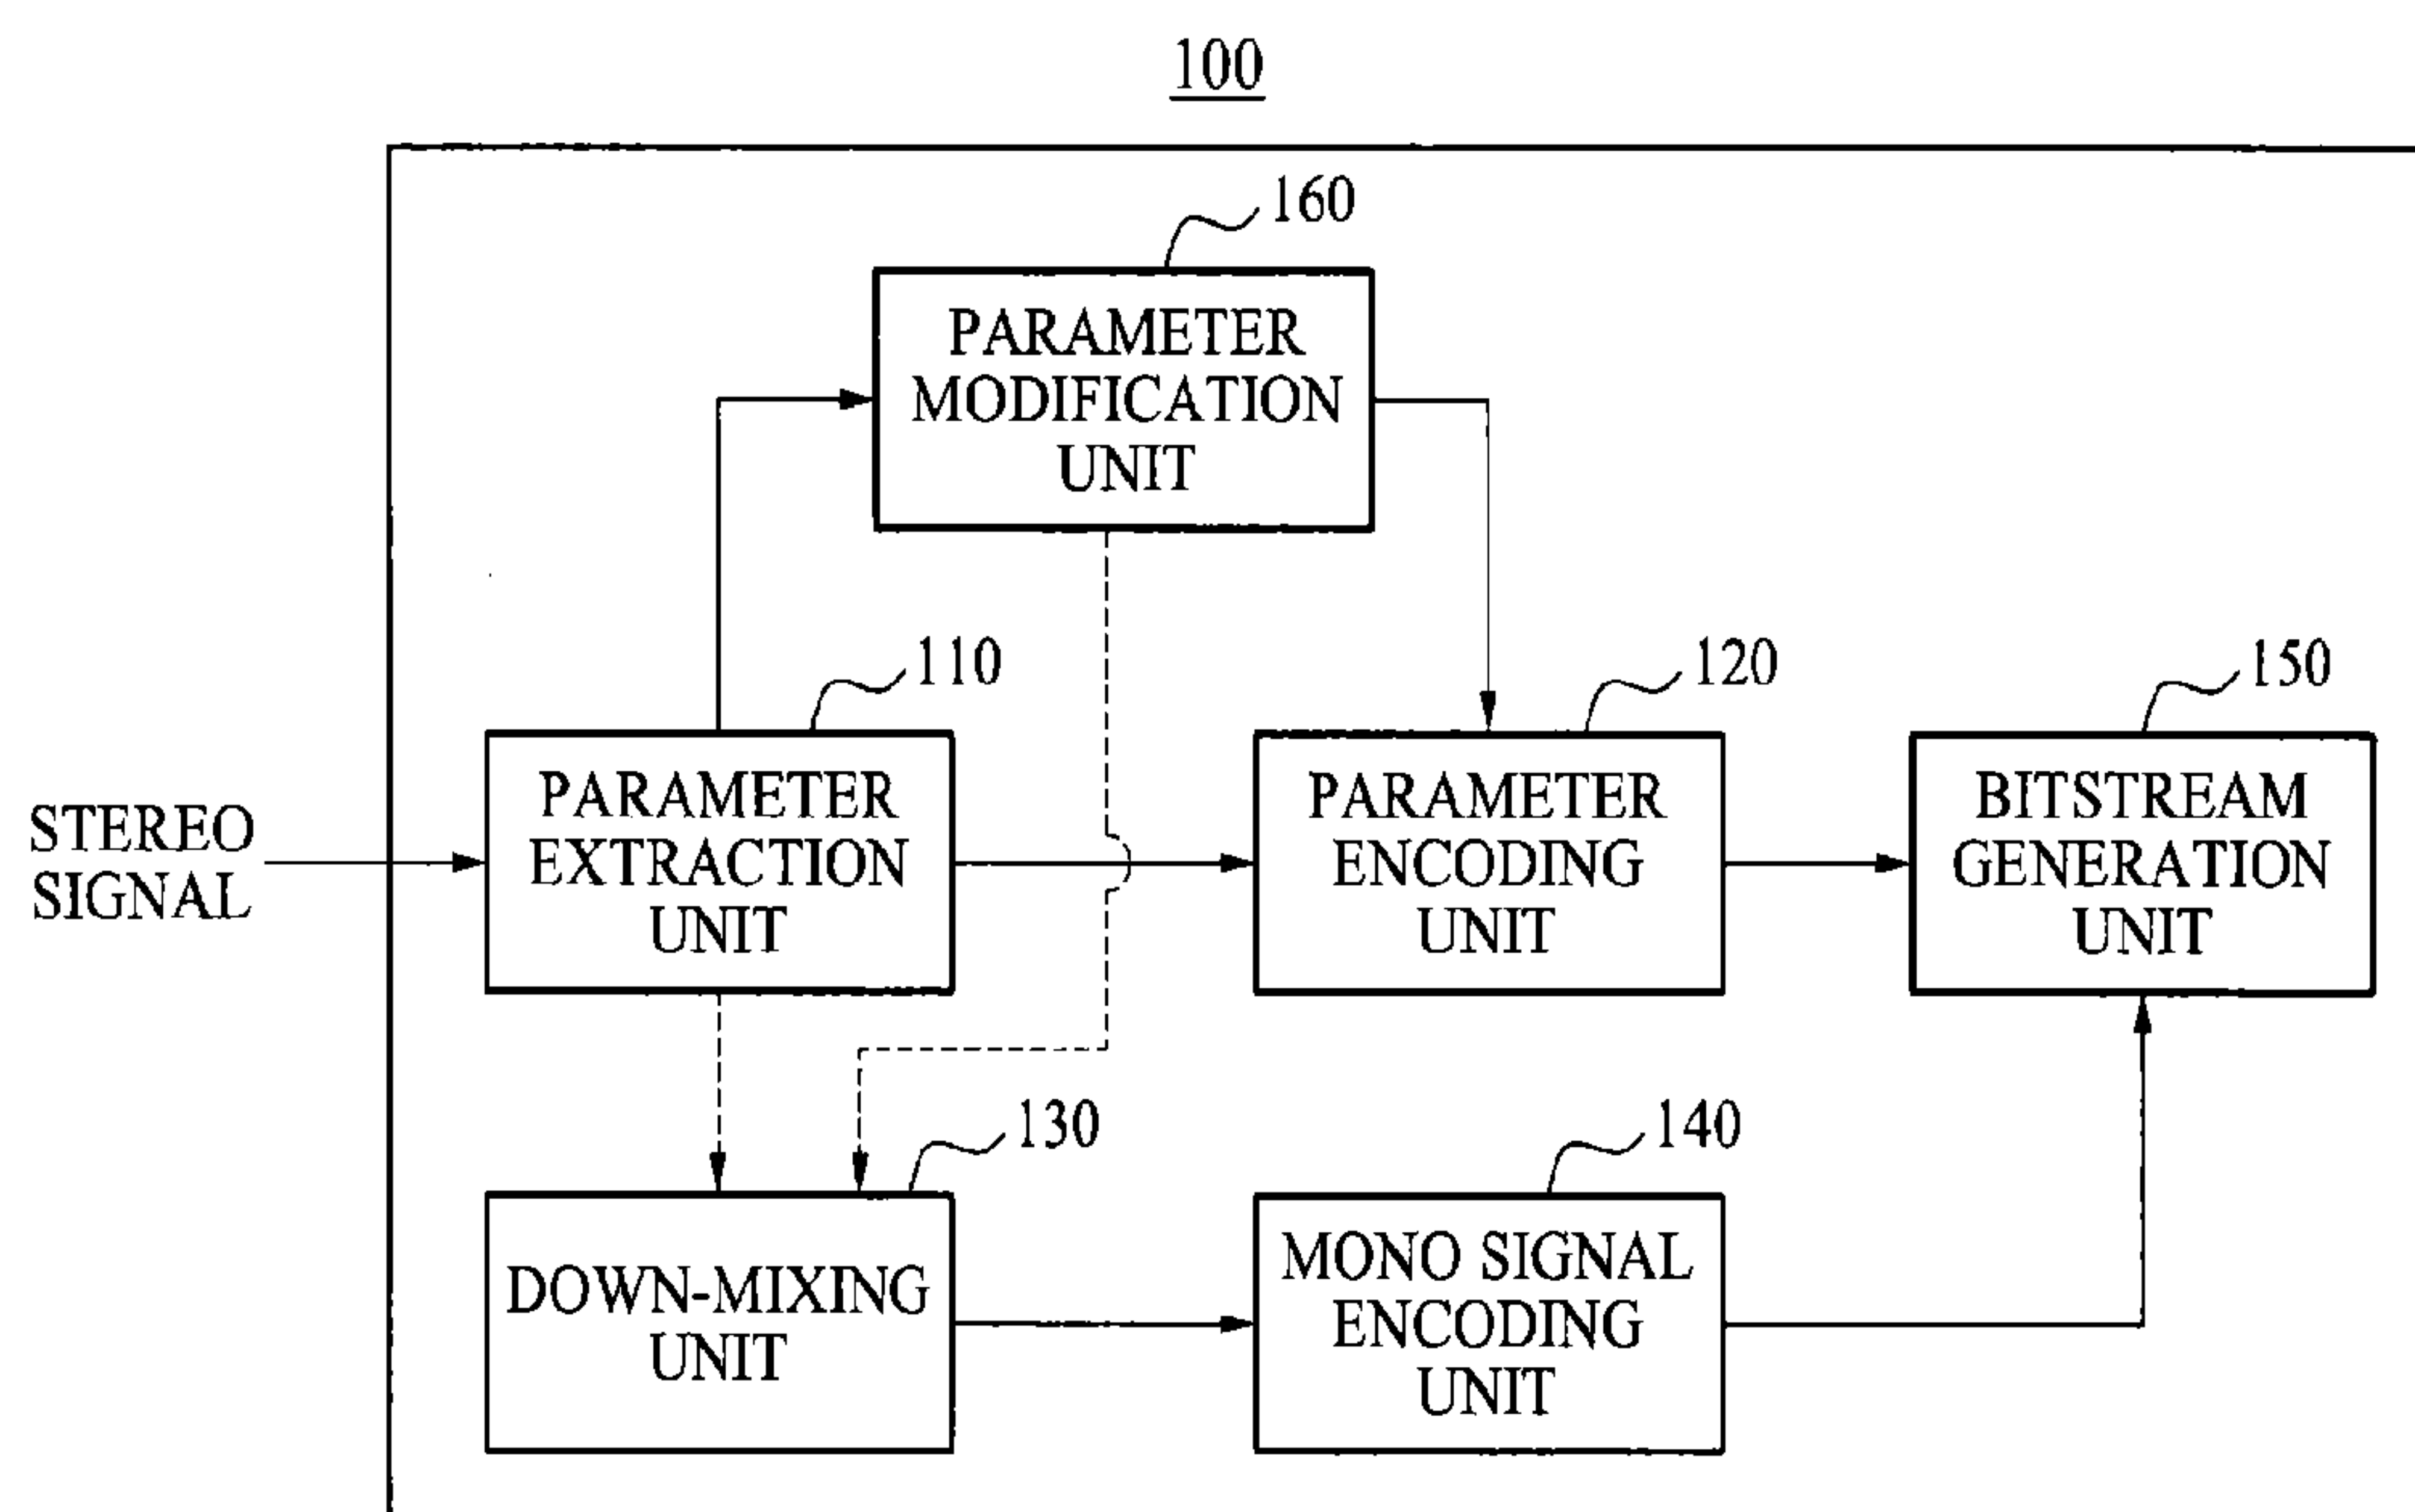 100
160
PARAMETER
MODIFICATION
UNIT
110
120
150
STEREO
SIGNAL
PARAMETER
EXTRACTION
UNIT
PARAMETER
ENCODING
UNIT
BITSTREAM
GENERATION
UNIT
130
140
DOWN-MIXING
UNIT
MONO SIGNAL
ENCODING
UNIT